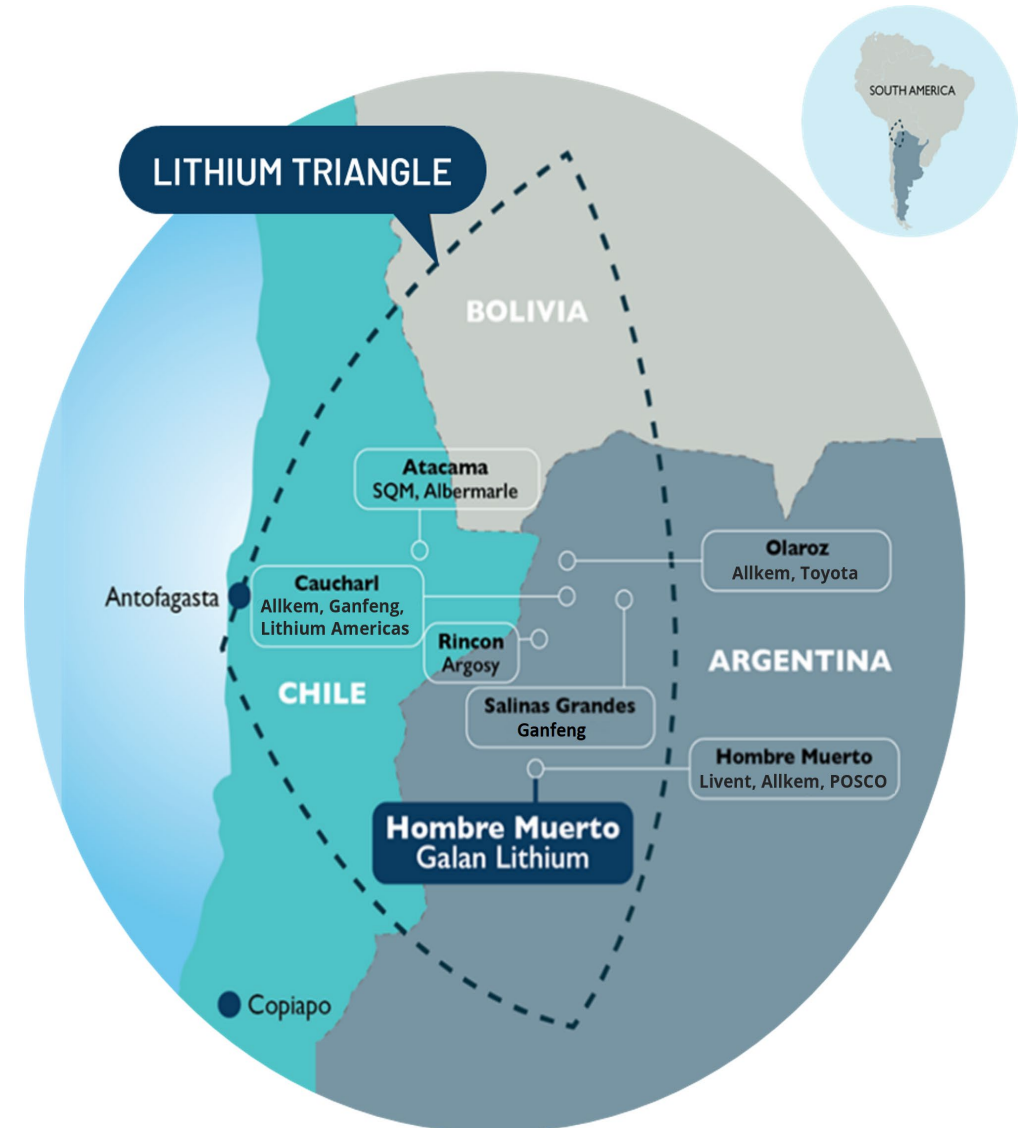 SOUTH AMERICA
LITHIUM TRIANGLE
BOLIVIA
Atacama
SQM, Albermarle
Olaroz
Allkem, Toyota
Antofagasta
Caucharl
Allkem, Ganfeng,
Lithium Americas
Rincon
Argosy
ARGENTINA
CHILE
Salinas Grandes
Ganfeng
Hombre Muerto
Livent, Allkem, POSCO
Hombre Muerto
Galan Lithium
Copiapo